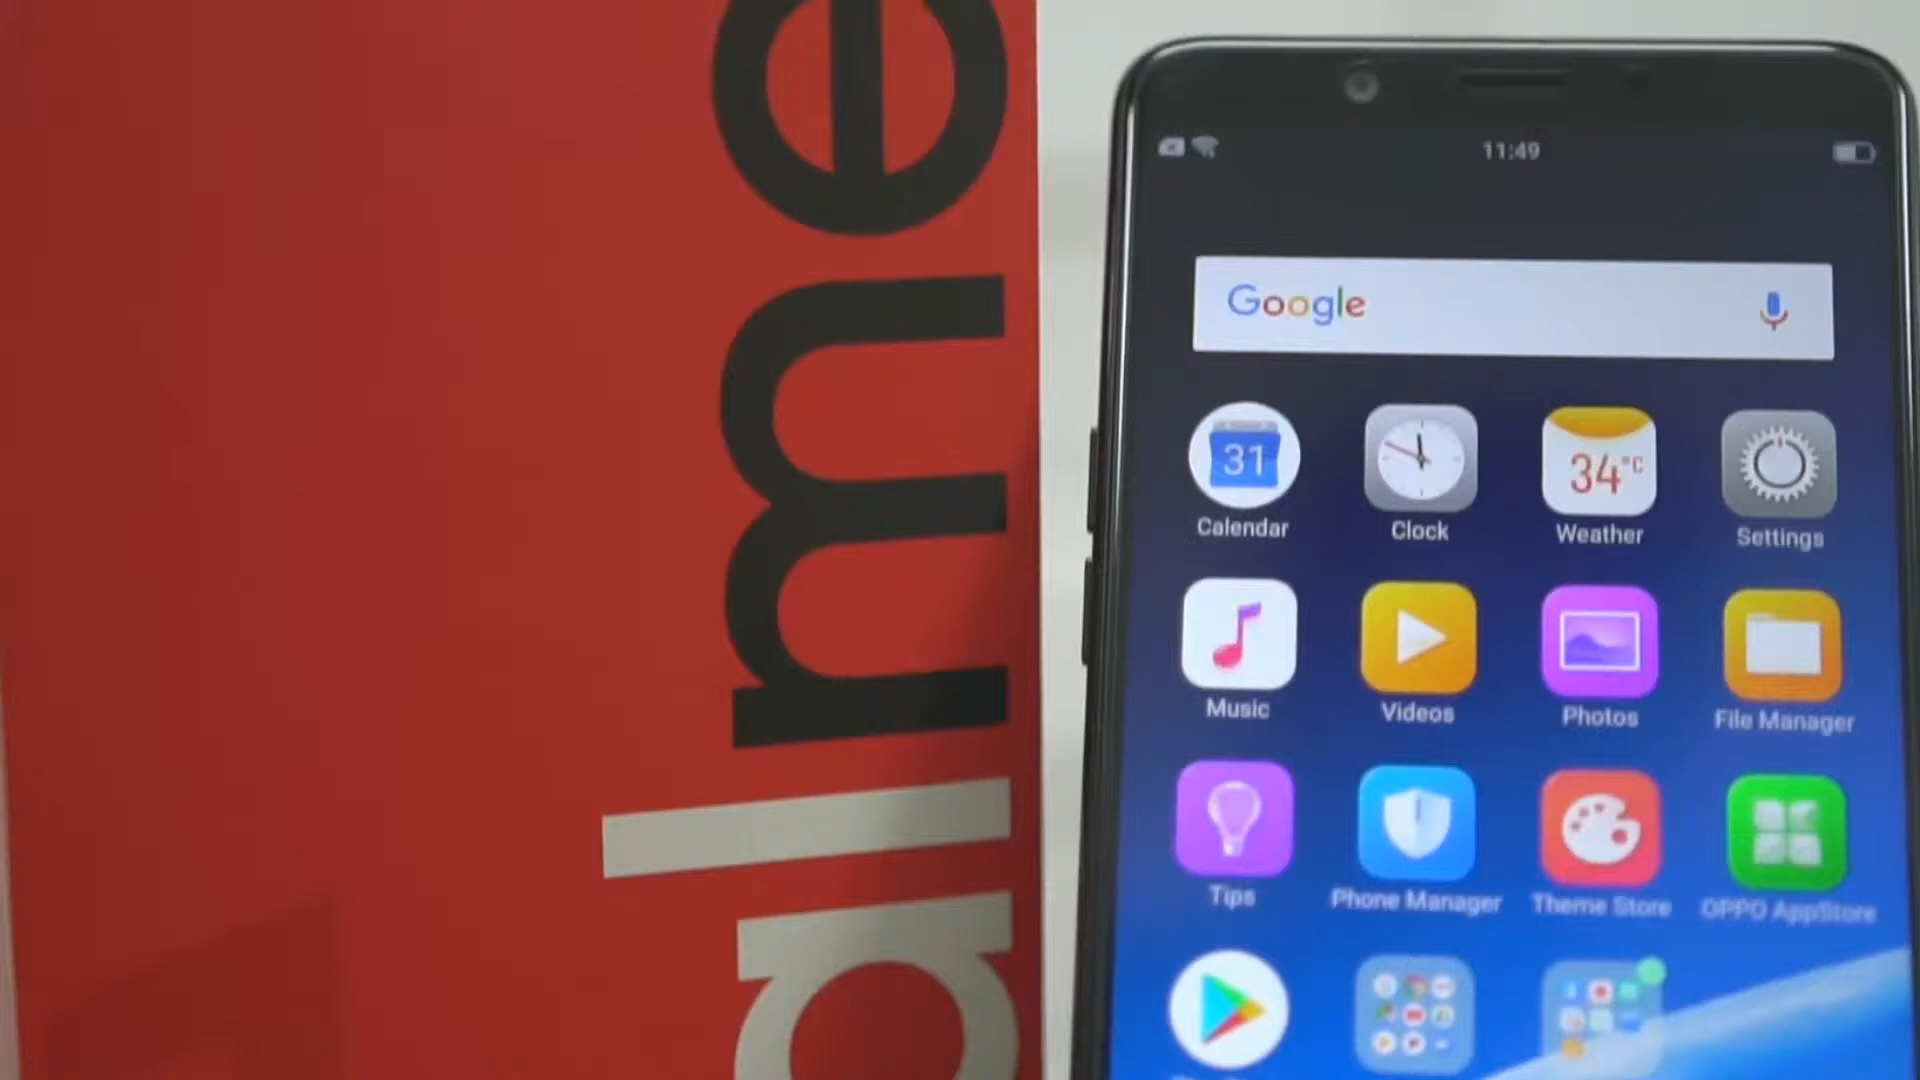 alme
11:49
Google
31
34°C
Calendar
Clock
Weather
Settings
Music
Videos
Photos
File Manager
Tips
Phone Manager
Theme Store
OPPO AppStore